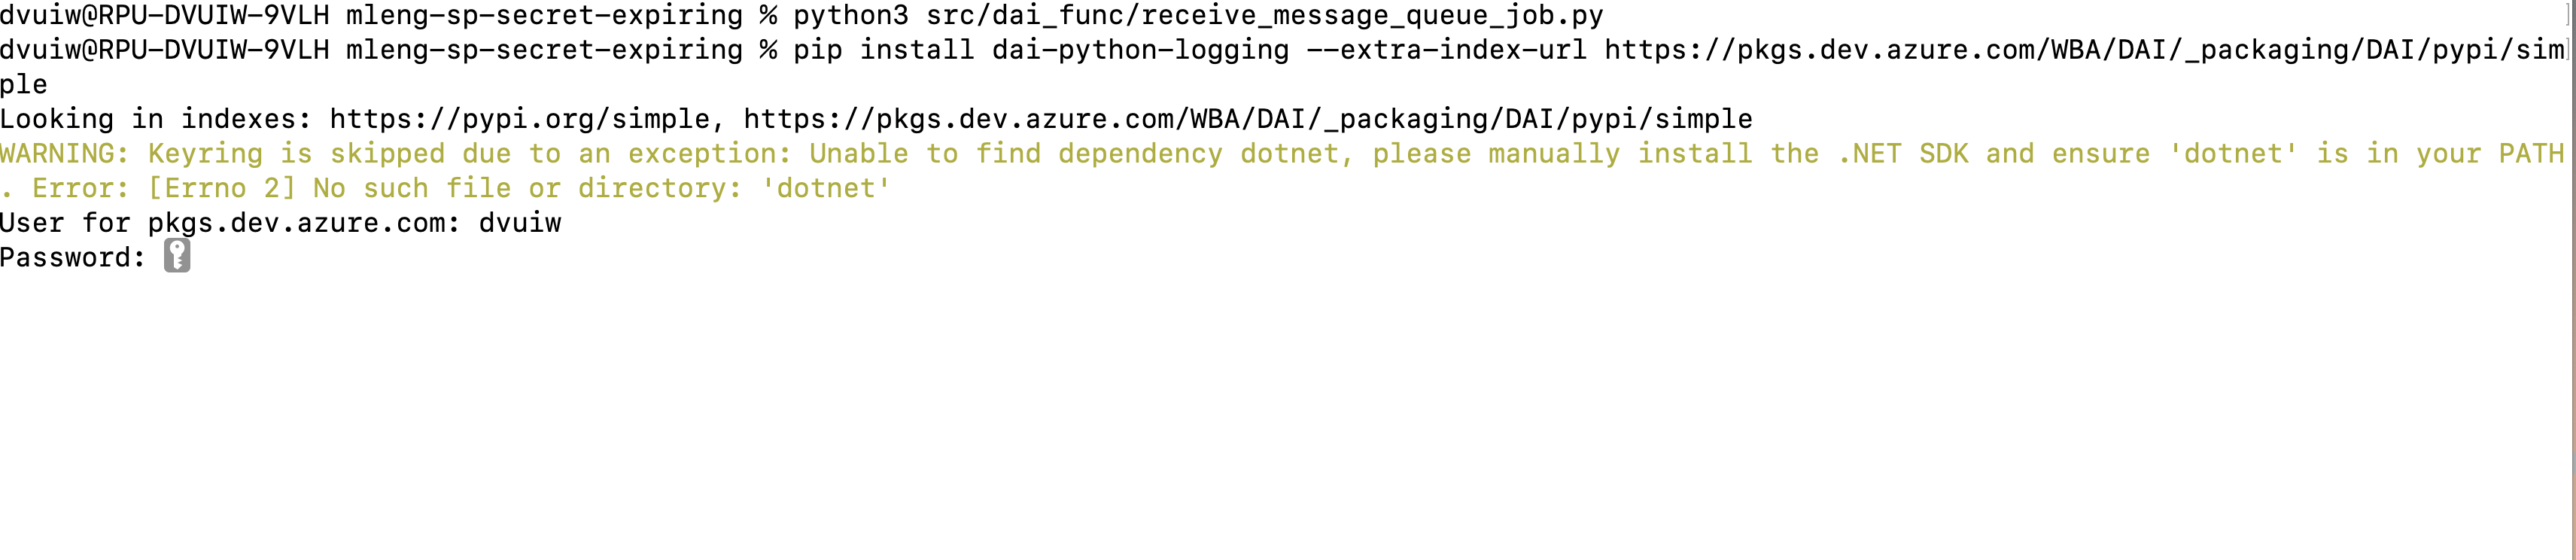 dvuiw@RPU-DVUIW-9VLH mleng-sp-secret-expiring % python3 src/dai_func/receive_message_queue_job.py
dvuiw@RPU-DVUIW-9VLH mleng-sp-secret-expiring % pip install dai-python-logging --extra-index-url https://pkgs.dev.azure.com/WBA/DAI/_packaging/DAI/pypi/sim
ple
Looking in indexes: https://pypi.org/simple, https://pkgs.dev.azure.com/WBA/DAI/_packaging/DAI/pypi/simple
WARNING: Keyring is skipped due to an exception: Unable to find dependency dotnet, please manually install the .NET SDK and ensure 'dotnet' is in your PATH
. Error: [Errno 2] No such file or directory: 'dotnet'
User for pkgs.dev.azure.com: dvuiw
Password: